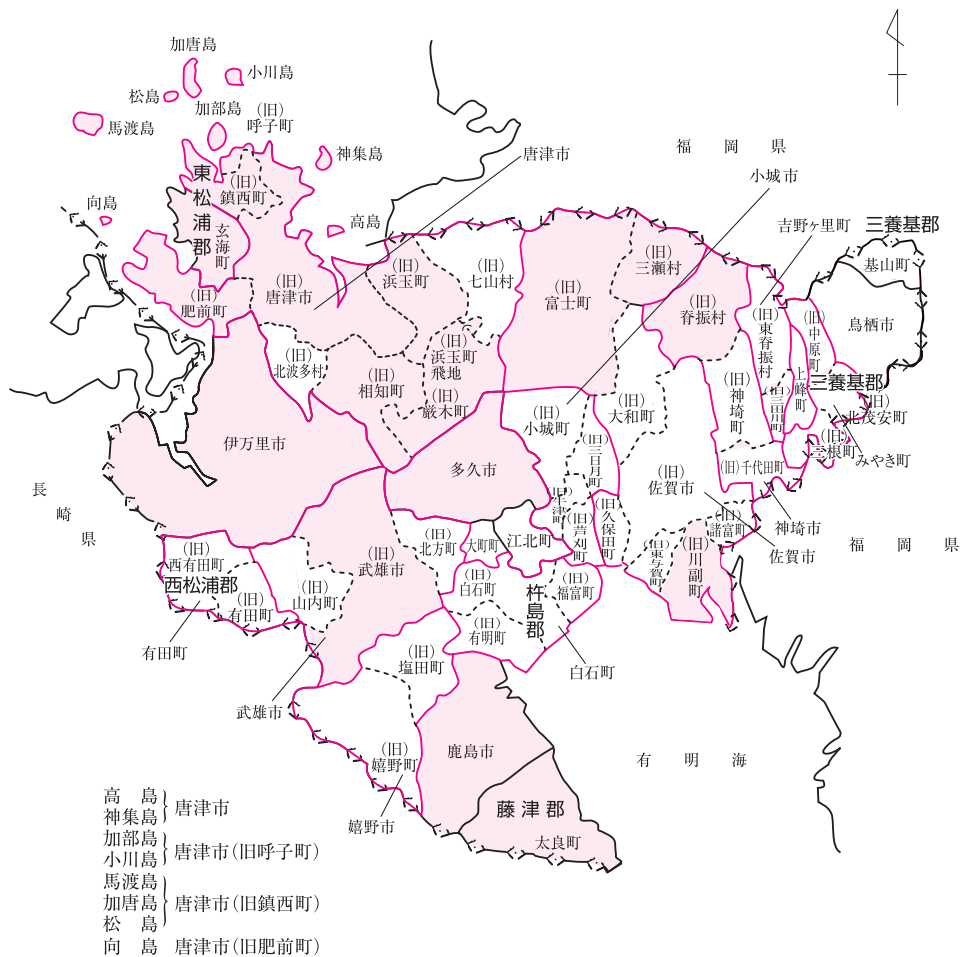 加唐島
小川島
松島
加部島
(旧)
呼子町
馬渡島
神集島
唐津市
福岡県
小城市
東松浦郡
(旧)
鎮西町
向島
高島
吉野ヶ里町
三養基郡
玄海町
基山町
(旧)
肥前町
(旧)
唐津市
(旧)
浜玉町
七山村
(旧)
富士町
(旧)
三瀬村
(旧)
脊振村
(旧)東脊振村
(旧)中原町
鳥栖市
(旧)
北波多村
(旧)
相知町
(旧)
浜玉町
飛地
(旧)
厳木町
(旧)
神埼町
(旧)三田川町
上峰町
三養基郡
(旧)
北茂安町
(旧)
三根町
みやき町
伊万里市
多久市
(旧)
小城町
(旧)
大和町
(旧)三日月町
(旧)
佐賀市
(旧)千代田町
長崎県
(旧)牛津町
(旧)芦刈町
(旧)久保田町
(旧)
諸富町
神埼市
佐賀市
福岡県
(旧)
西有田町
西松浦郡
(旧)
有田町
有田町
(旧)
山内町
(旧)
武雄市
(旧)
北方町
大町町
江北町
(旧)
白石町
杵島郡
(旧)
福富町
(旧)
有明町
白石町
(旧)東与賀町
(旧)川副町
武雄市
(旧)
塩田町
(旧)
嬉野町
嬉野市
鹿島市
有明海
藤津郡
太良町
高島
神集島
唐津市
加部島
小川島
唐津市(旧呼子町)
馬渡島
加唐島
松島
唐津市(旧鎮西町)
向島 唐津市(旧肥前町)